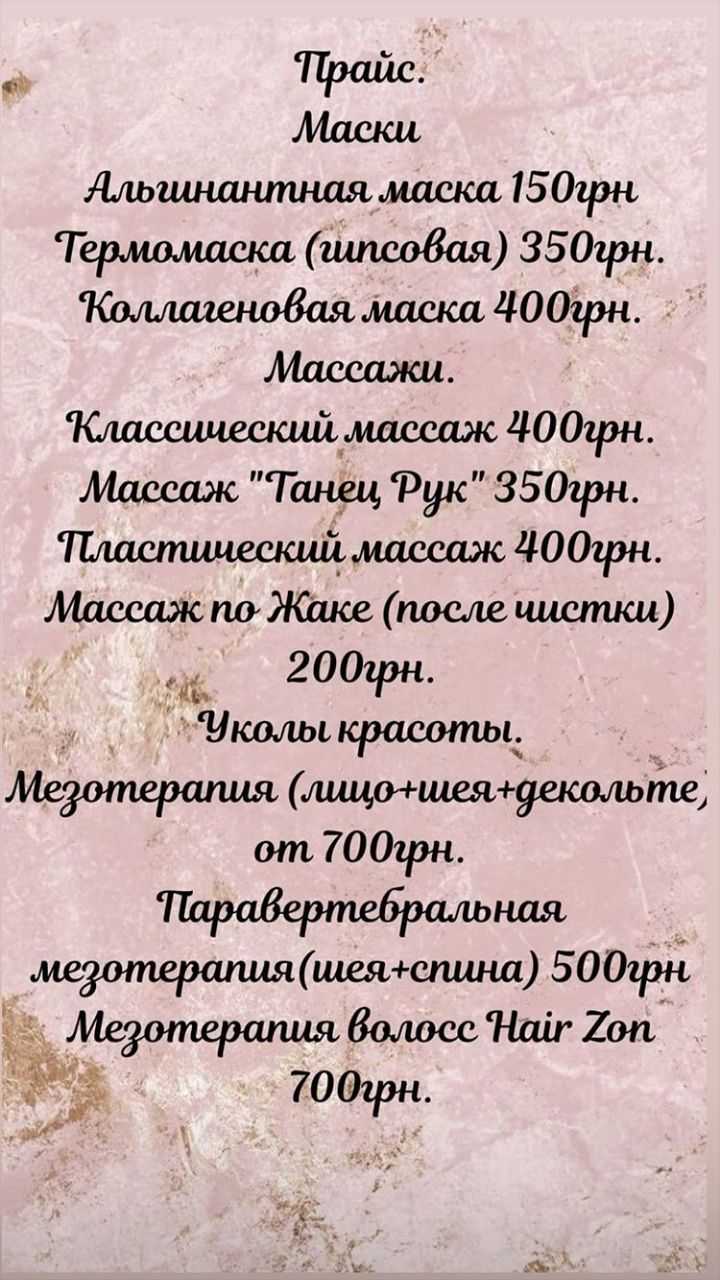 Прайс.
Маски
Альгинантная маска 150грн
Термомаска (гипсовая) 350грн.
Коллагеновая маска 400грн.
Массажи.
Классический массаж 400грн.
Массаж "Танец Рук" 350грн.
Пластический массаж 400грн.
Массаж по Жаке (после чистки)
200грн.
Уколы красоты.
Мезотерапия (лицо+шея+декольте)
от 700грн.
Паравертебральная
мезотерапия(шея+спина) 500грн
Мезотерапия волосс Hair Zon
700грн.